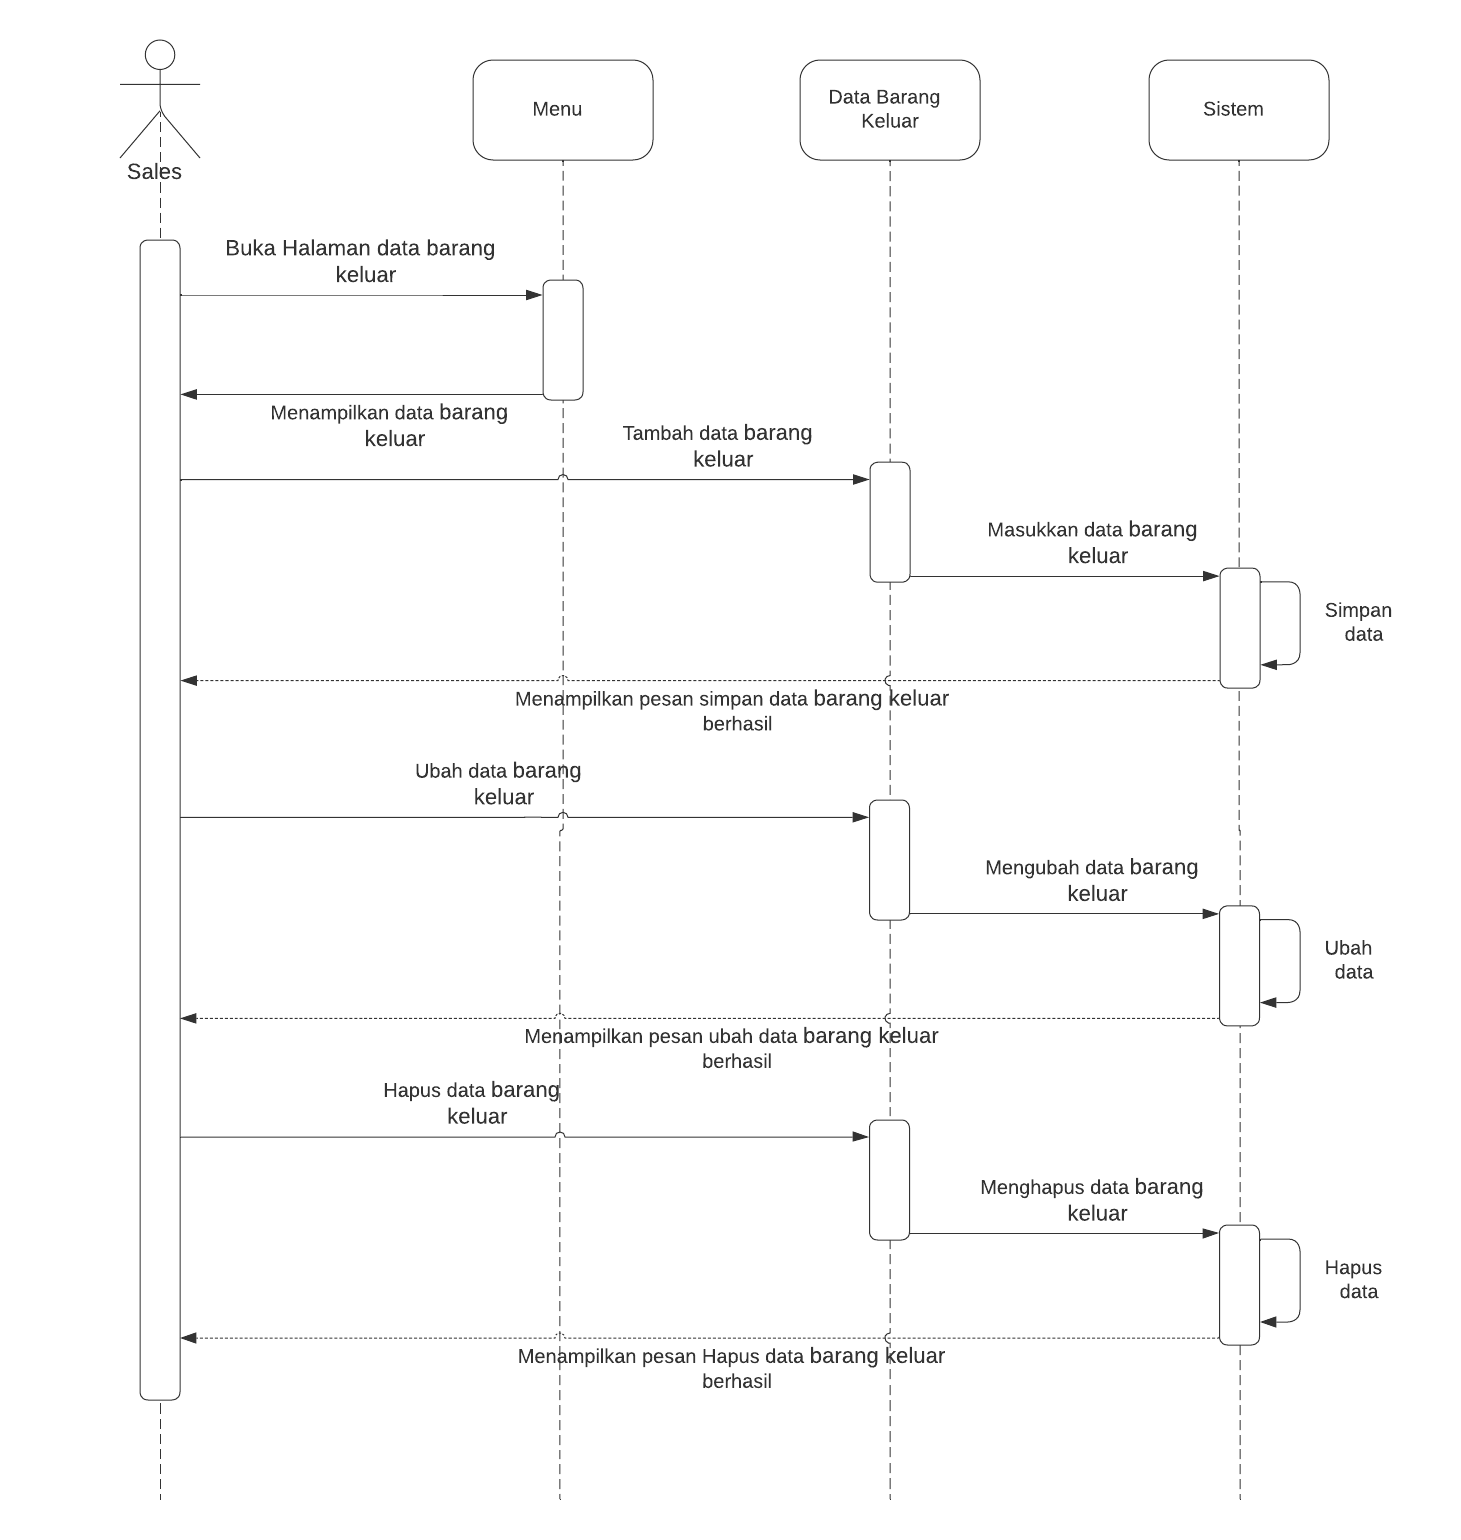 Sales
Menu
Data Barang
Keluar
Sistem
Buka Halaman data barang
keluar
Menampilkan data barang
keluar
Tambah data barang
keluar
Masukkan data barang
keluar
Simpan
data
Menampilkan pesan simpan data barang keluar
berhasil
Ubah data barang
keluar
Mengubah data barang
keluar
Ubah
data
Menampilkan pesan ubah data barang keluar
berhasil
Hapus data barang
keluar
Menghapus data barang
keluar
Hapus
data
Menampilkan pesan Hapus data barang keluar
berhasil